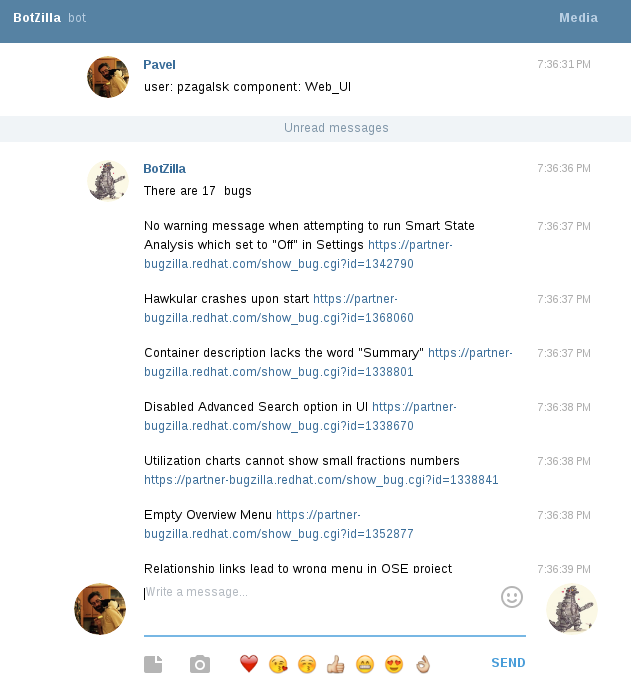 BotZilla bot Media
Pavel 7:36:31 PM
user: pzagalsk component: Web_UI
Unread messages
BotZilla 7:36:36 PM
There are 17 bugs
No warning message when attempting to run Smart State 7:36:37 PM
Analysis which set to "Off" in Settings https://partner-
bugzilla.redhat.com/show_bug.cgi?id=1342790
Hawkular crashes upon start https://partner- 7:36:37 PM
bugzilla.redhat.com/show_bug.cgi?id=1368060
Container description lacks the word "Summary" https://partner- 7:36:37 PM
bugzilla.redhat.com/show_bug.cgi?id=1338801
Disabled Advanced Search option in UI https://partner- 7:36:38 PM
bugzilla.redhat.com/show_bug.cgi?id=1338670
Utilization charts cannot show small fractions numbers 7:36:38 PM
https://partner-bugzilla.redhat.com/show_bug.cgi?id=1338841
Empty Overview Menu https://partner- 7:36:38 PM
bugzilla.redhat.com/show_bug.cgi?id=1352877
Relationship links lead to wrong menu in OSE project 7:36:39 PM
Write a message...
SEND